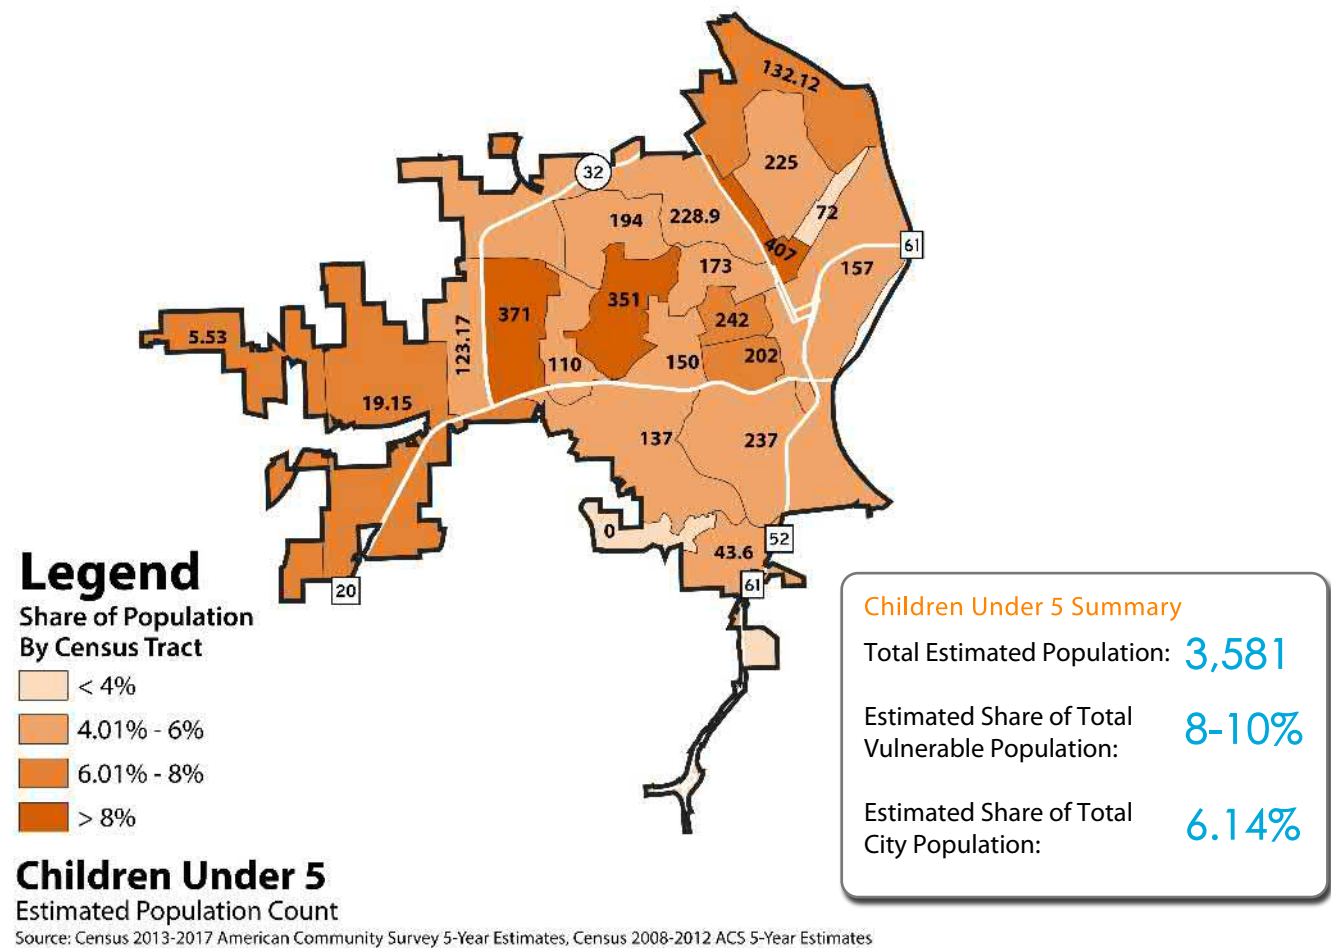 132.12
225
32
72
194
228.9
61
407
157
173
351
371
242
5.53
123.17
202
110
150
19.15
137
237
0
52
43.6
61
20
Legend
Share of Population
By Census Tract
< 4%
4.01% - 6%
6.01% - 8%
> 8%
Children Under 5 Summary
Total Estimated Population: 3,581
Estimated Share of Total
Vulnerable Population: 8-10%
Estimated Share of Total
City Population: 6.14%
Children Under 5
Estimated Population Count
Source: Census 2013-2017 American Community Survey 5-Year Estimates, Census 2008-2012 ACS 5-Year Estimates